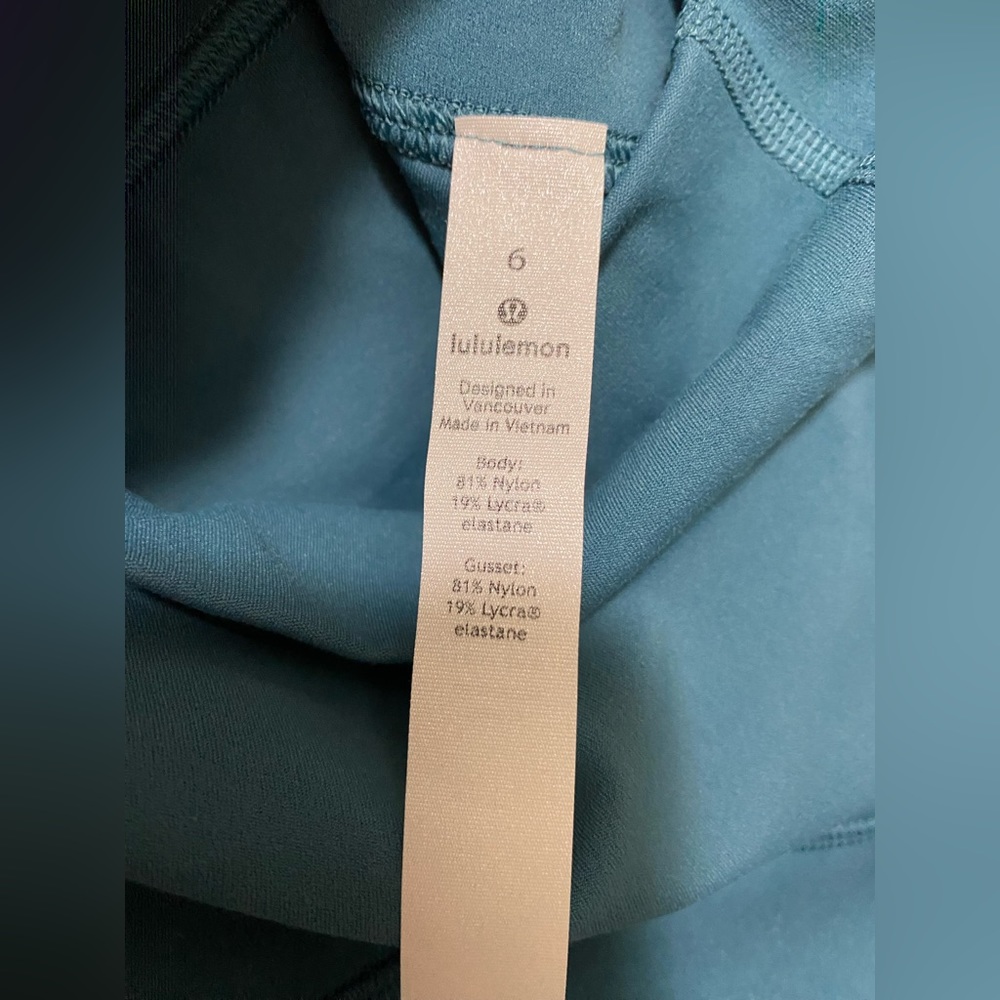 6
lululemon
Designed in
Vancouver
Made in Vietnam
Body:
81% Nylon
19% Lycra®
elastane
Gusset:
81% Nylon
19% Lycra®
elastane